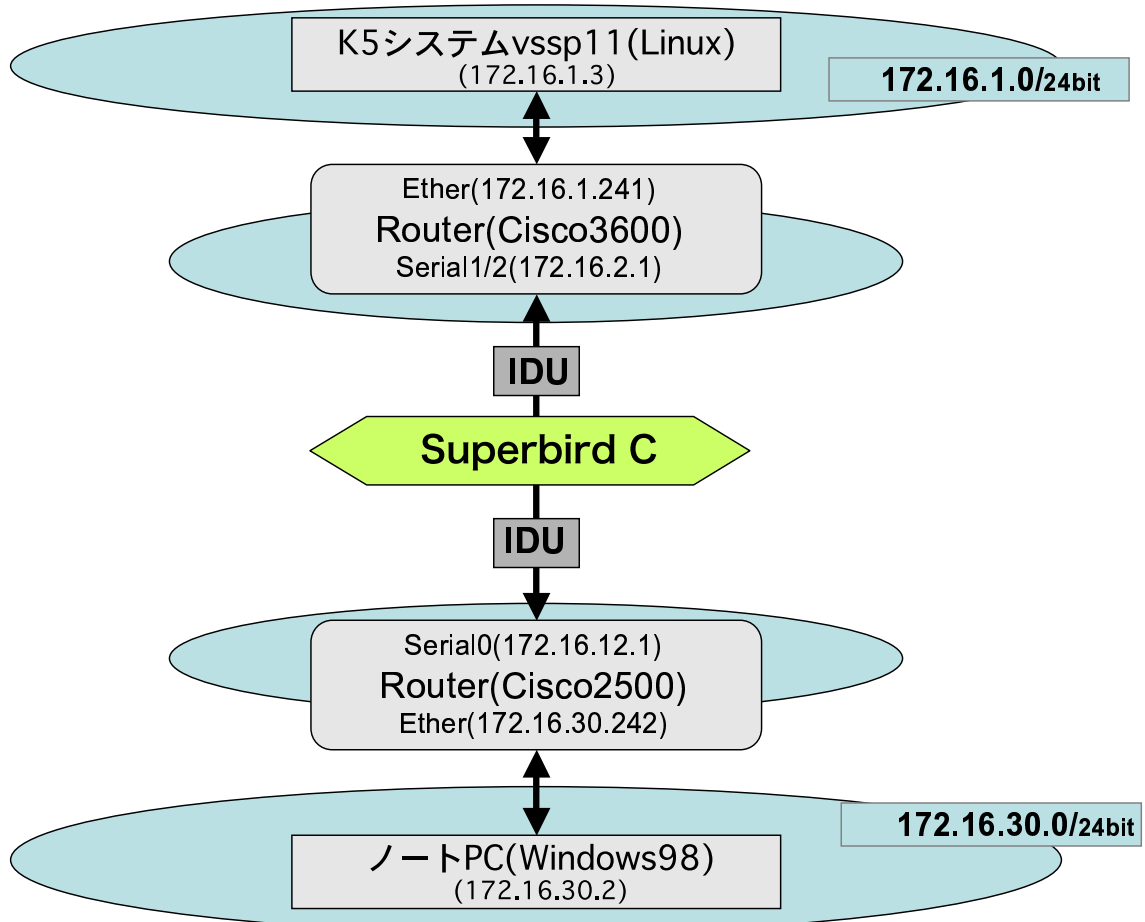 K5システムvssp11(Linux)
(172.16.1.3)
172.16.1.0/24bit
Ether(172.16.1.241)
Router(Cisco3600)
Serial1/2(172.16.2.1)
IDU
Superbird C
IDU
Serial0(172.16.12.1)
Router(Cisco2500)
Ether(172.16.30.242)
172.16.30.0/24bit
ノートPC(Windows98)
(172.16.30.2)